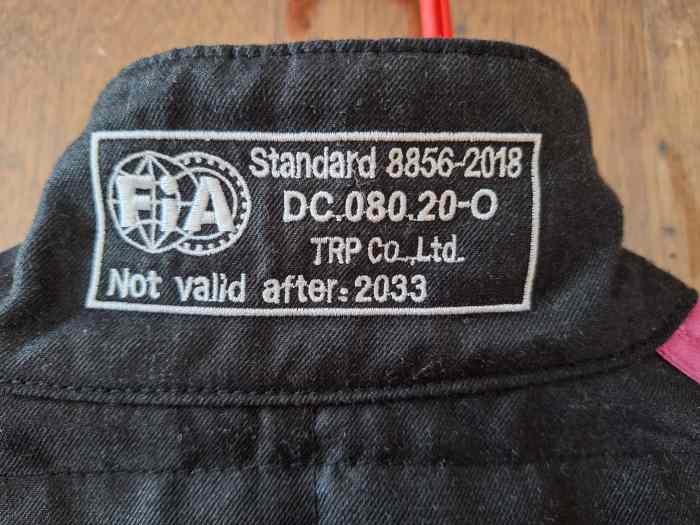 FiA
Standard 8856-2018
DC.080.20-O
TRP Co.,Ltd.
Not valid after: 2033